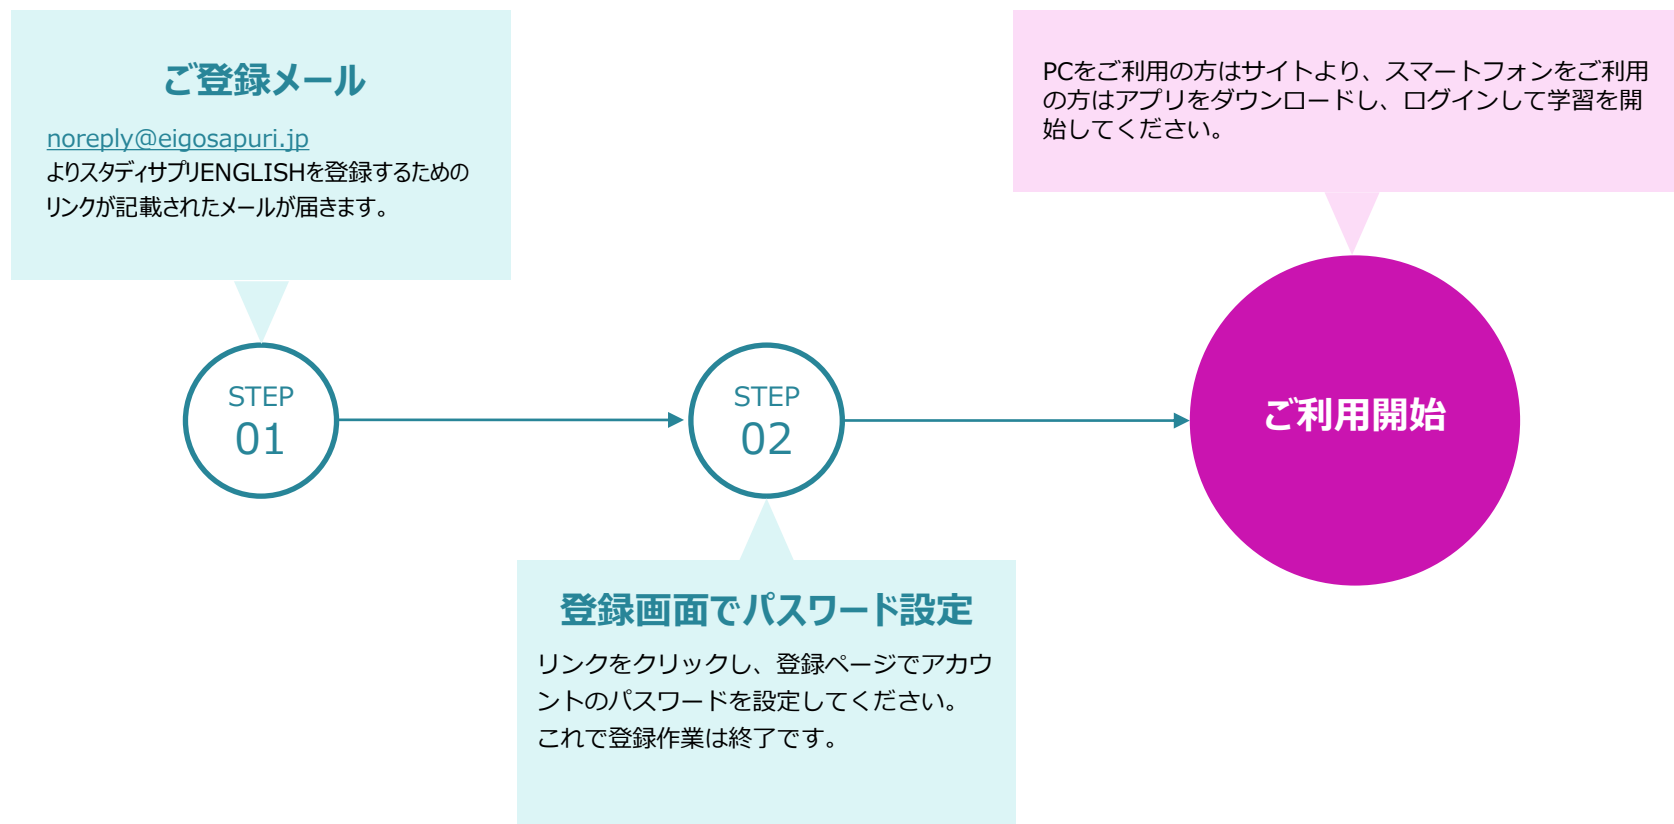 ご登録メール
noreply@eigosapuri.jp
よりスタディサプリENGLISHを登録するための
リンクが記載されたメールが届きます。
PCをご利用の方はサイトより、スマートフォンをご利用
の方はアプリをダウンロードし、ログインして学習を開
始してください。
STEP
01
STEP
02
ご利用開始
登録画面でパスワード設定
リンクをクリックし、登録ページでアカウ
ントのパスワードを設定してください。
これで登録作業は終了です。